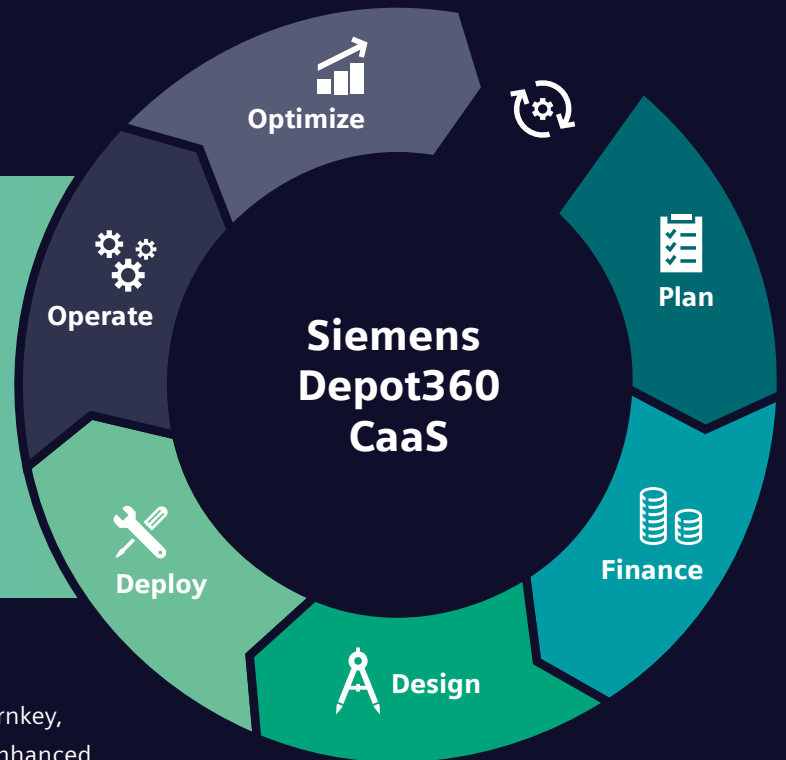 Optimize
Plan
Operate
Siemens
Depot360
CaaS
Finance
Deploy
Design